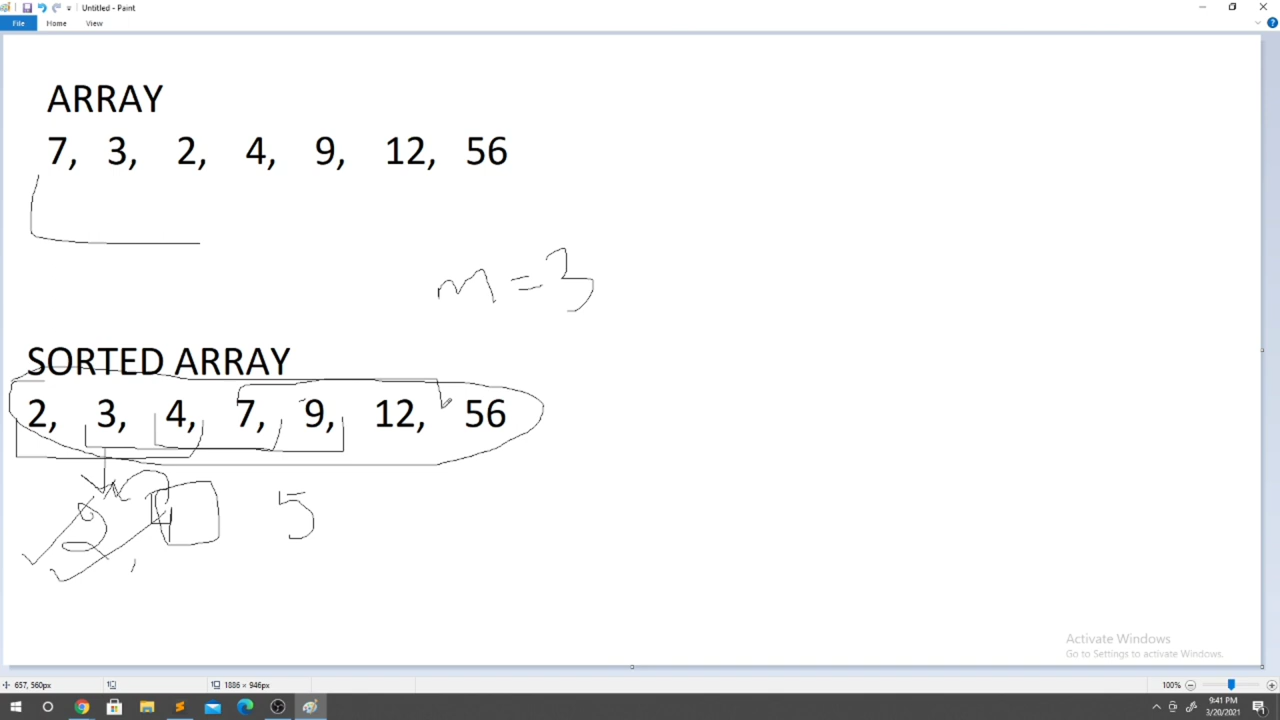 Untitled - Paint
File Home View
ARRAY
7, 3, 2, 4, 9, 12, 56
m = 3
SORTED ARRAY
2, 3, 4, 7, 9, 12, 56
2 5
Activate Windows
Go to Settings to activate Windows.
657, 560px 1886 × 946px 100%
9:41 PM
3/20/2021